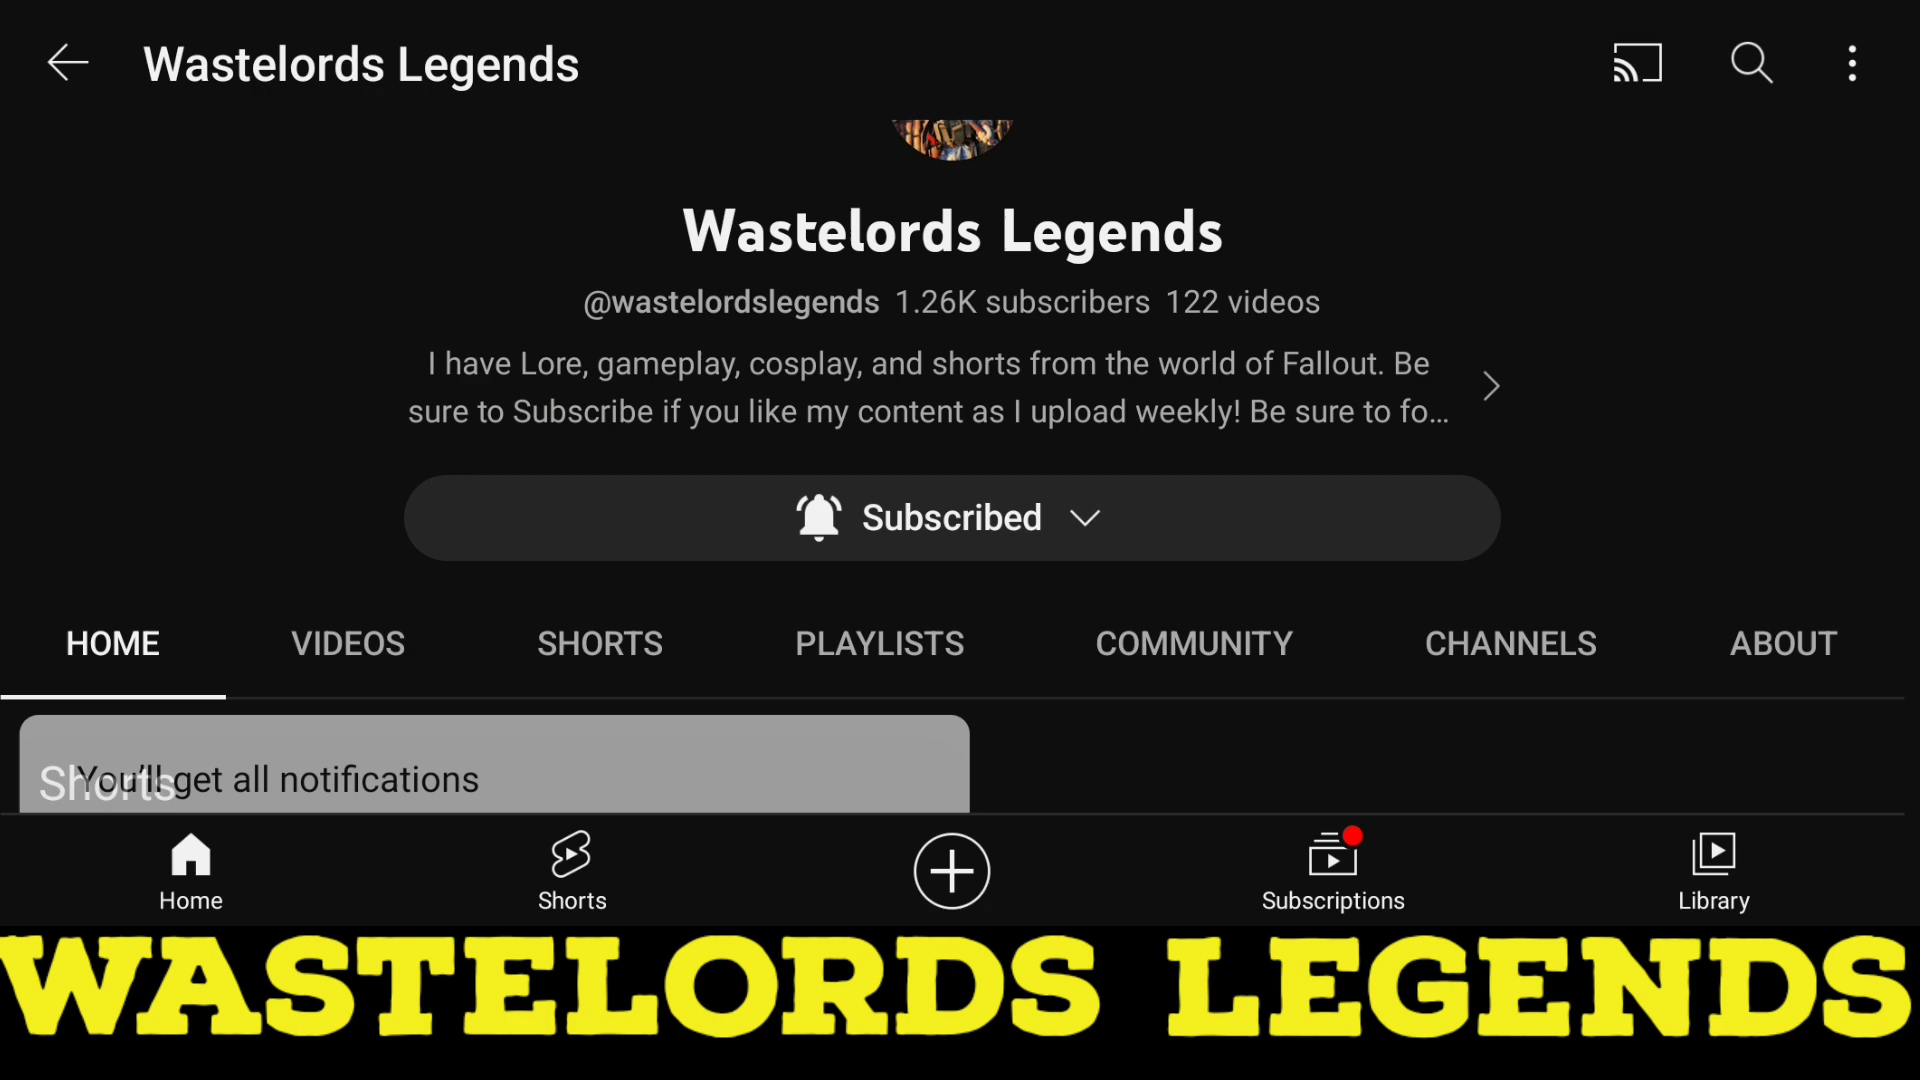 Wastelords Legends
Wastelords Legends
@wastelordslegends 1.26K subscribers 122 videos
I have Lore, gameplay, cosplay, and shorts from the world of Fallout. Be
sure to Subscribe if you like my content as I upload weekly! Be sure to fo...
Subscribed
HOME VIDEOS SHORTS PLAYLISTS COMMUNITY CHANNELS ABOUT
Shorts
You'll get all notifications
Home Shorts Subscriptions Library
WASTELORDS LEGENDS